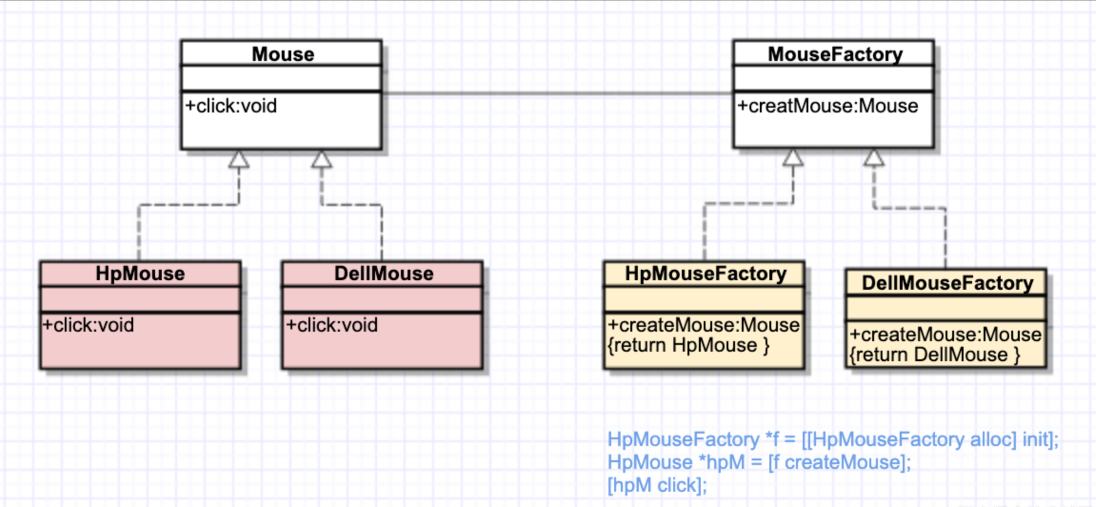 Mouse
+click:void
MouseFactory
+creatMouse:Mouse
HpMouse
+click:void
DellMouse
+click:void
HpMouseFactory
+createMouse:Mouse
{return HpMouse }
DellMouseFactory
+createMouse:Mouse
{return DellMouse }
HpMouseFactory *f = [[HpMouseFactory alloc] init];
HpMouse *hpM = [f createMouse];
[hpM click];